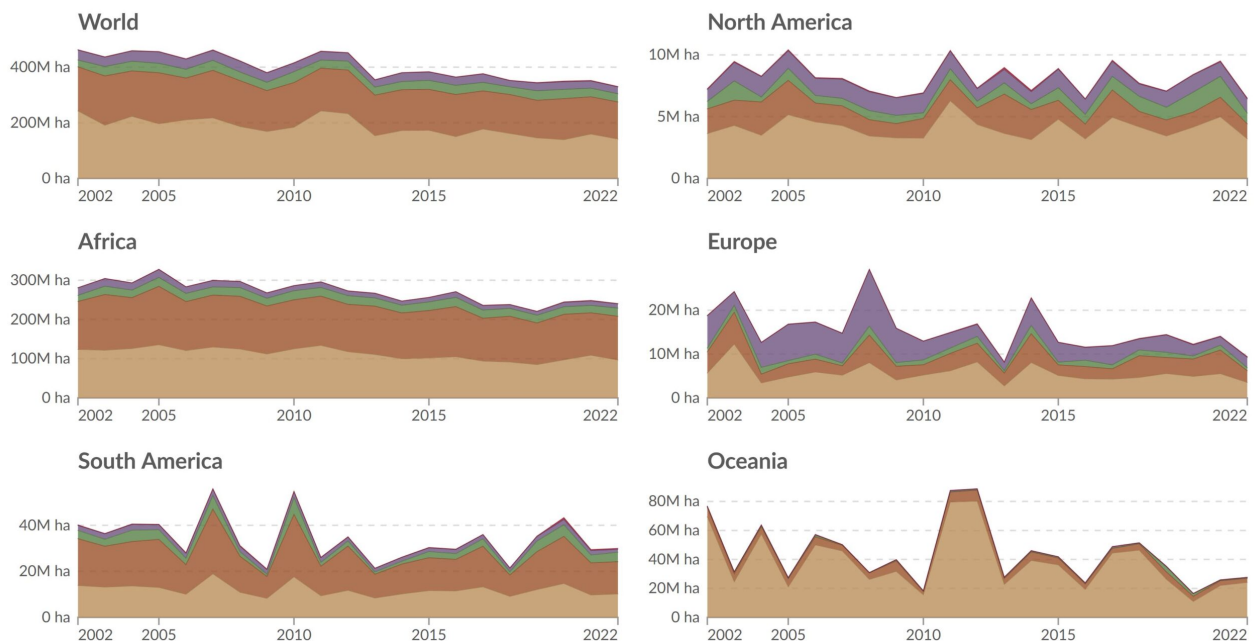 World
400M ha
200M ha
0 ha
2002 2005 2010 2015 2022
North America
10M ha
5M ha
0 ha
2002 2005 2010 2015 2022
Africa
300M ha
200M ha
100M ha
0 ha
2002 2005 2010 2015 2022
Europe
20M ha
10M ha
0 ha
2002 2005 2010 2015 2022
South America
40M ha
20M ha
0 ha
2002 2005 2010 2015 2022
Oceania
80M ha
60M ha
40M ha
20M ha
0 ha
2002 2005 2010 2015 2022